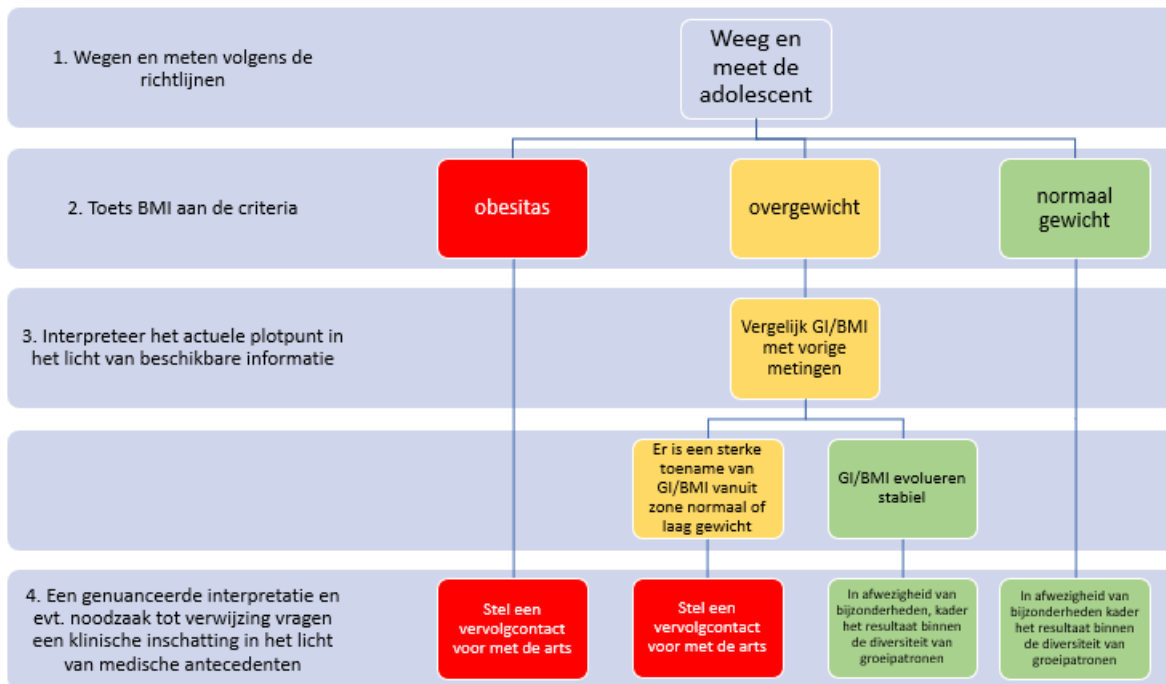 1. Wegen en meten volgens de
richtlijnen
Weeg en
meet de
adolescent
2. Toets BMI aan de criteria
obesitas
overgewicht
normaal
gewicht
3. Interpreteer het actuele plotpunt in
het licht van beschikbare informatie
Vergelijk GI/BMI
met vorige
metingen
Er is een sterke
toename van
GI/BMI vanuit
zone normaal of
laag gewicht
GI/BMI evolueren
stabiel
4. Een genuanceerde interpretatie en
evt. noodzaak tot verwijzing vragen
een klinische inschatting in het licht
van medische antecedenten
Stel een
vervolgcontact
voor met de arts
Stel een
vervolgcontact
voor met de arts
In afwezigheid van
bijzonderheden, kader
het resultaat binnen
de diversiteit van
groeipatronen
In afwezigheid van
bijzonderheden kader
het resultaat binnen
de diversiteit van
groeipatronen